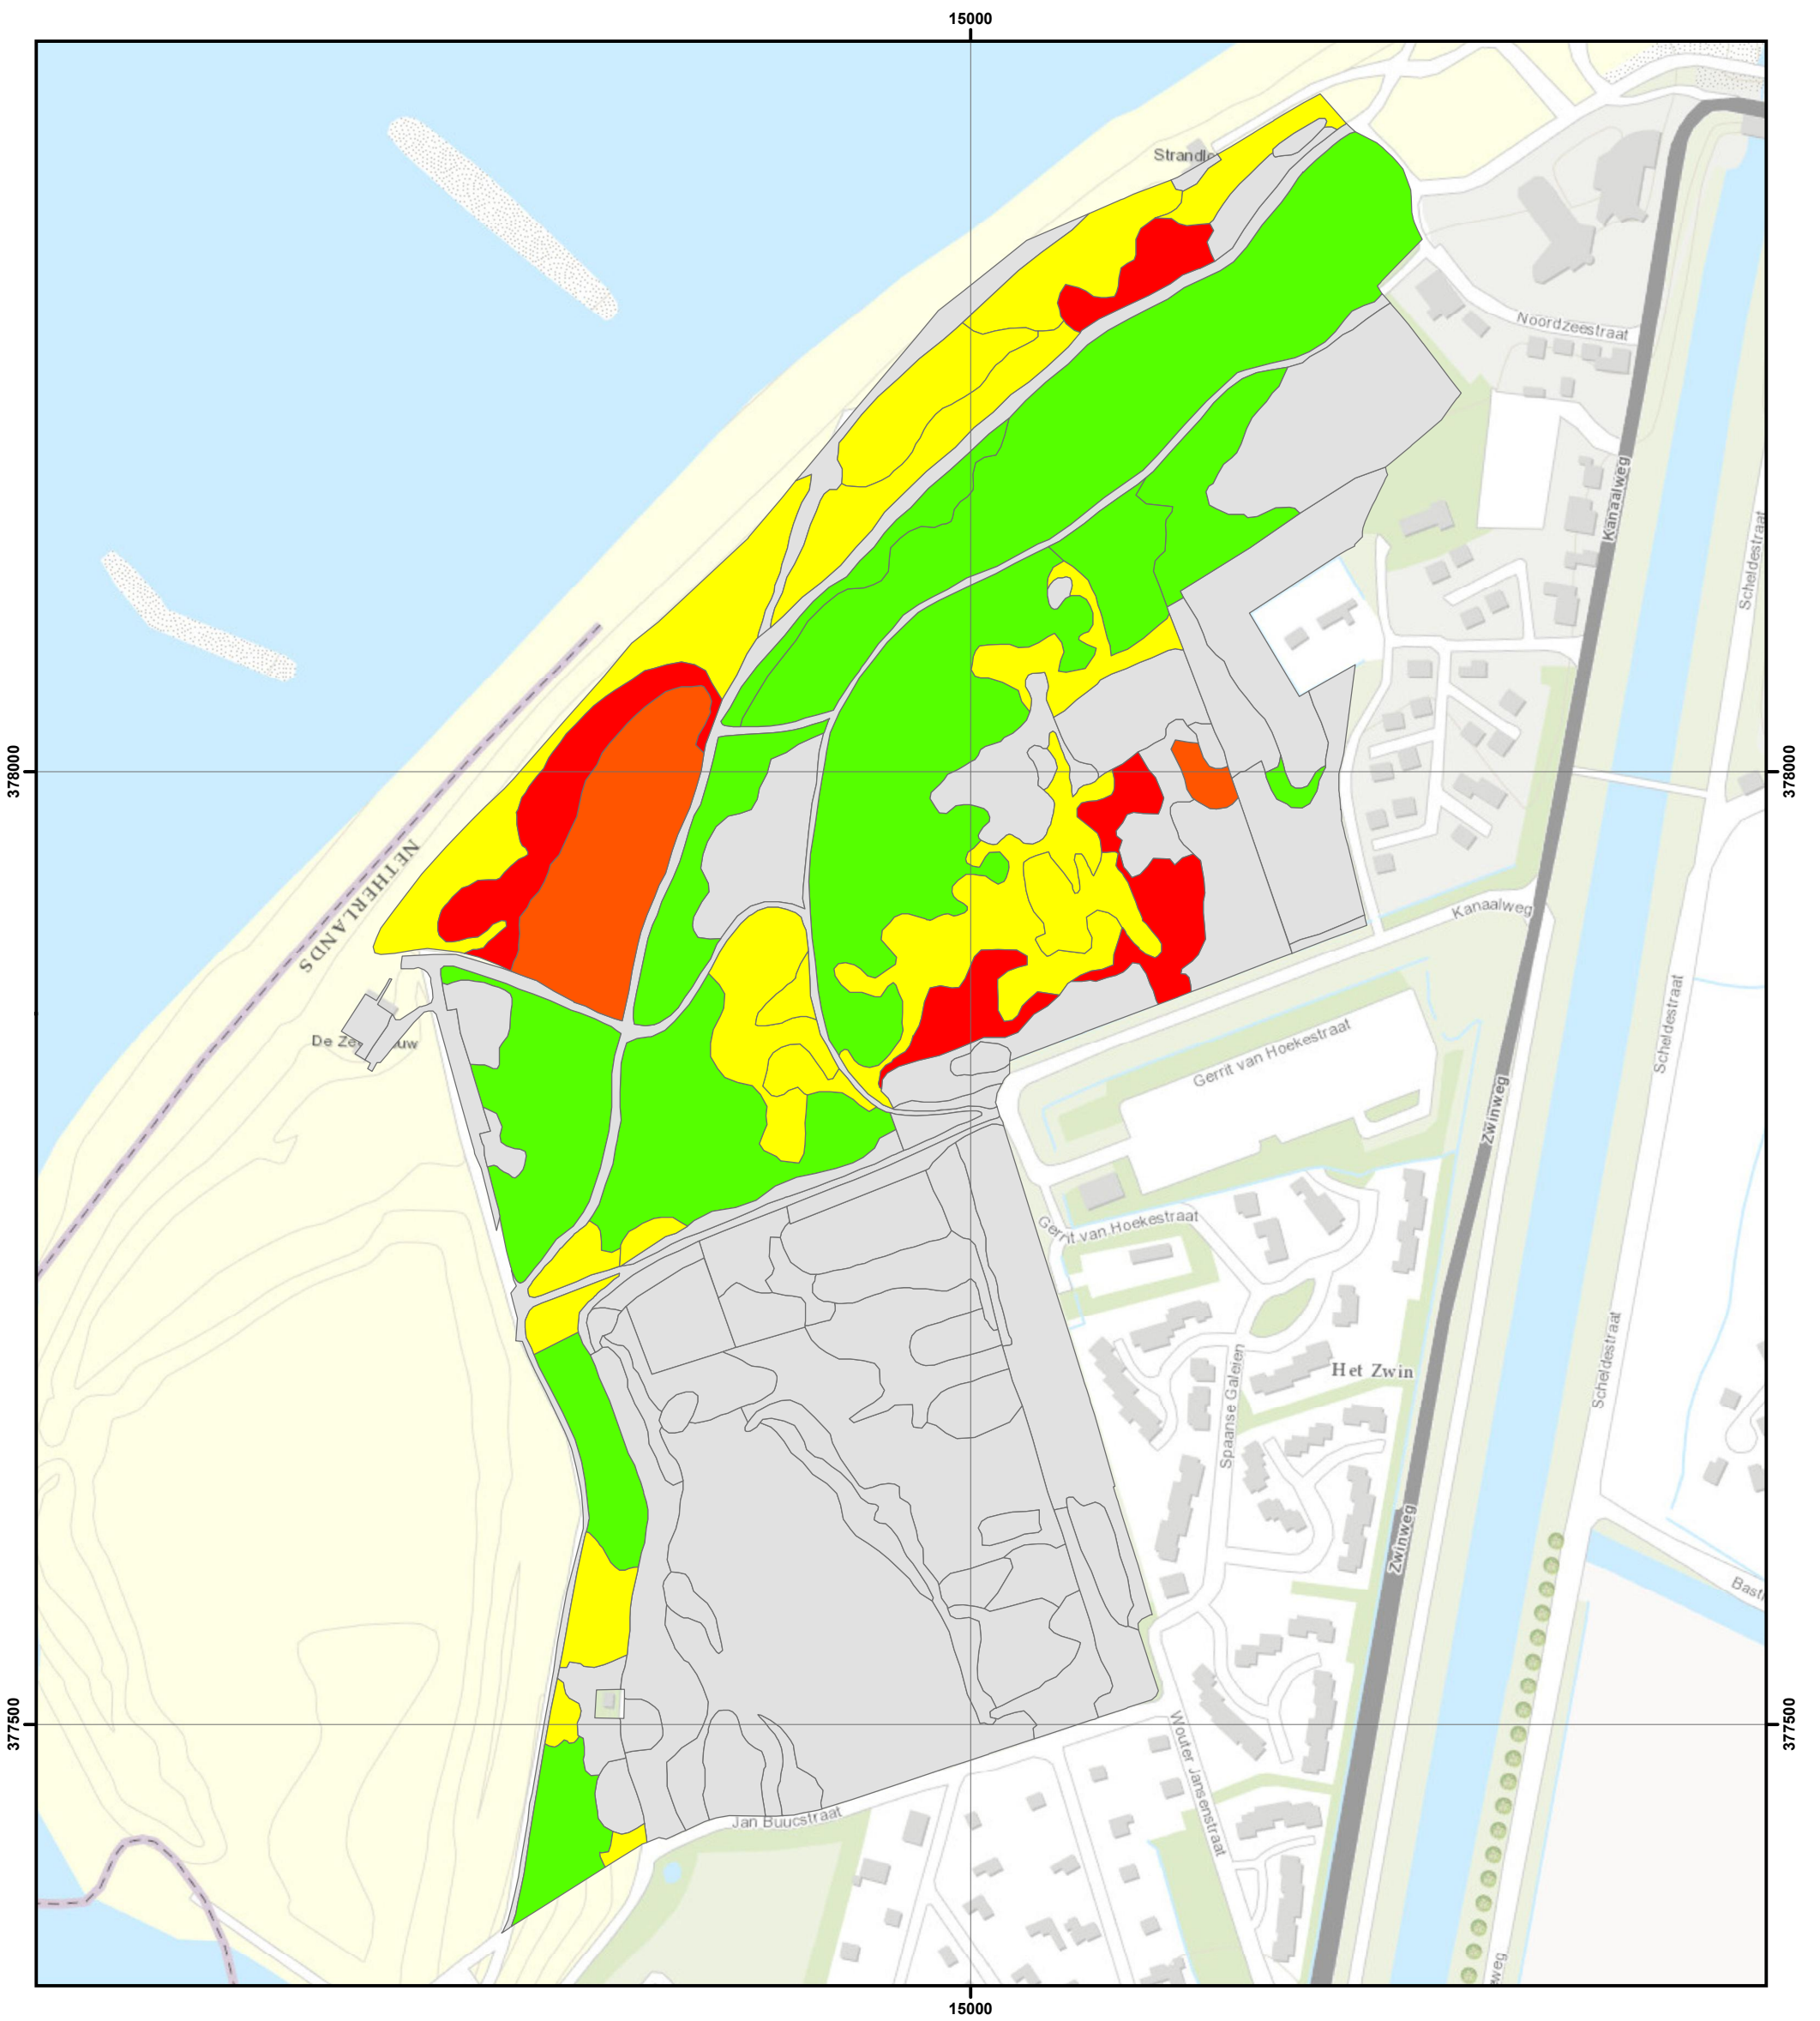 15000
Strandlo
Noordzeestraat
Kanaalweg
Scheldestraat
378000
378000
NETHERLANDS
Kanaalweg
De Ze uw
Gerrit van Hoekestraat
Scheldestraat
Zwinweg
Gerrit van Hoekestraat
Het Zwin
Spaanse Galeien
Scheldestraat
Zwinweg
Bast
377500
377500
Wouter Jansenstraat
Jan Buucstraat
weg
15000